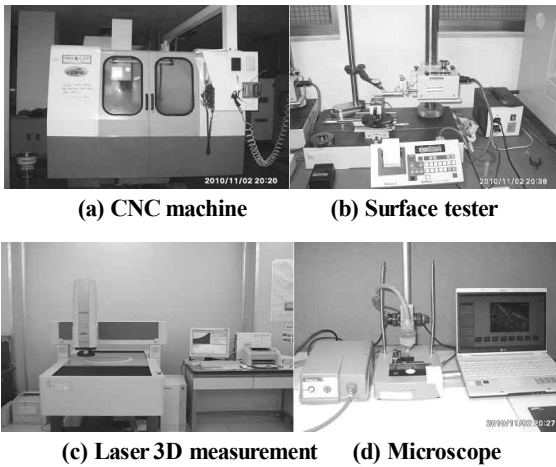 2010/11/02 20:20
2010/11/02 20:38
(a) CNC machine
(b) Surface tester
2010/11/02 20:27
(c) Laser 3D measurement
(d) Microscope